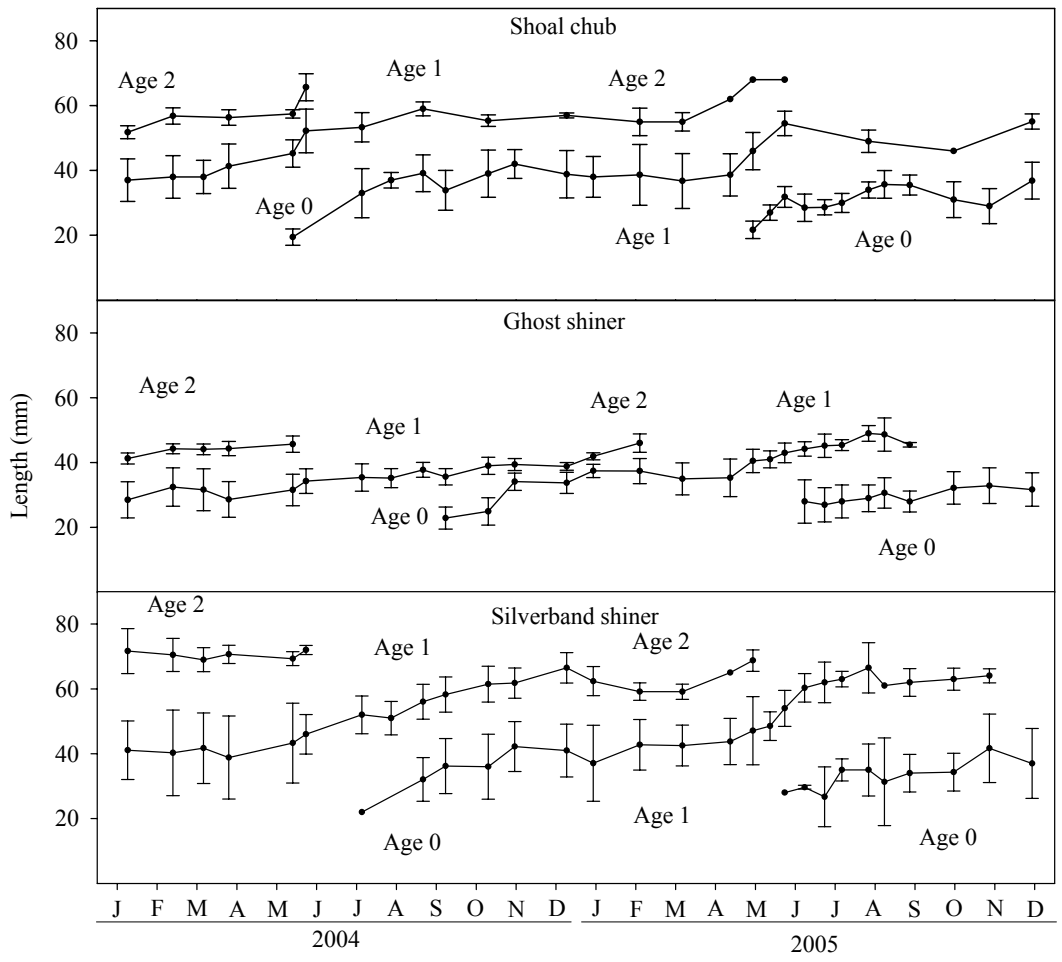 Shoal chub
80
60
40
20
Age 2
Age 1
Age 2
Age 0
Age 1
Age 0
Ghost shiner
80
60
40
20
Length (mm)
Age 2
Age 1
Age 2
Age 1
Age 0
Age 0
Silverband shiner
80
60
40
20
Age 2
Age 1
Age 2
Age 0
Age 1
Age 0
J F M A M J J A S O N D J F M A M J J A S O N D
2004 2005